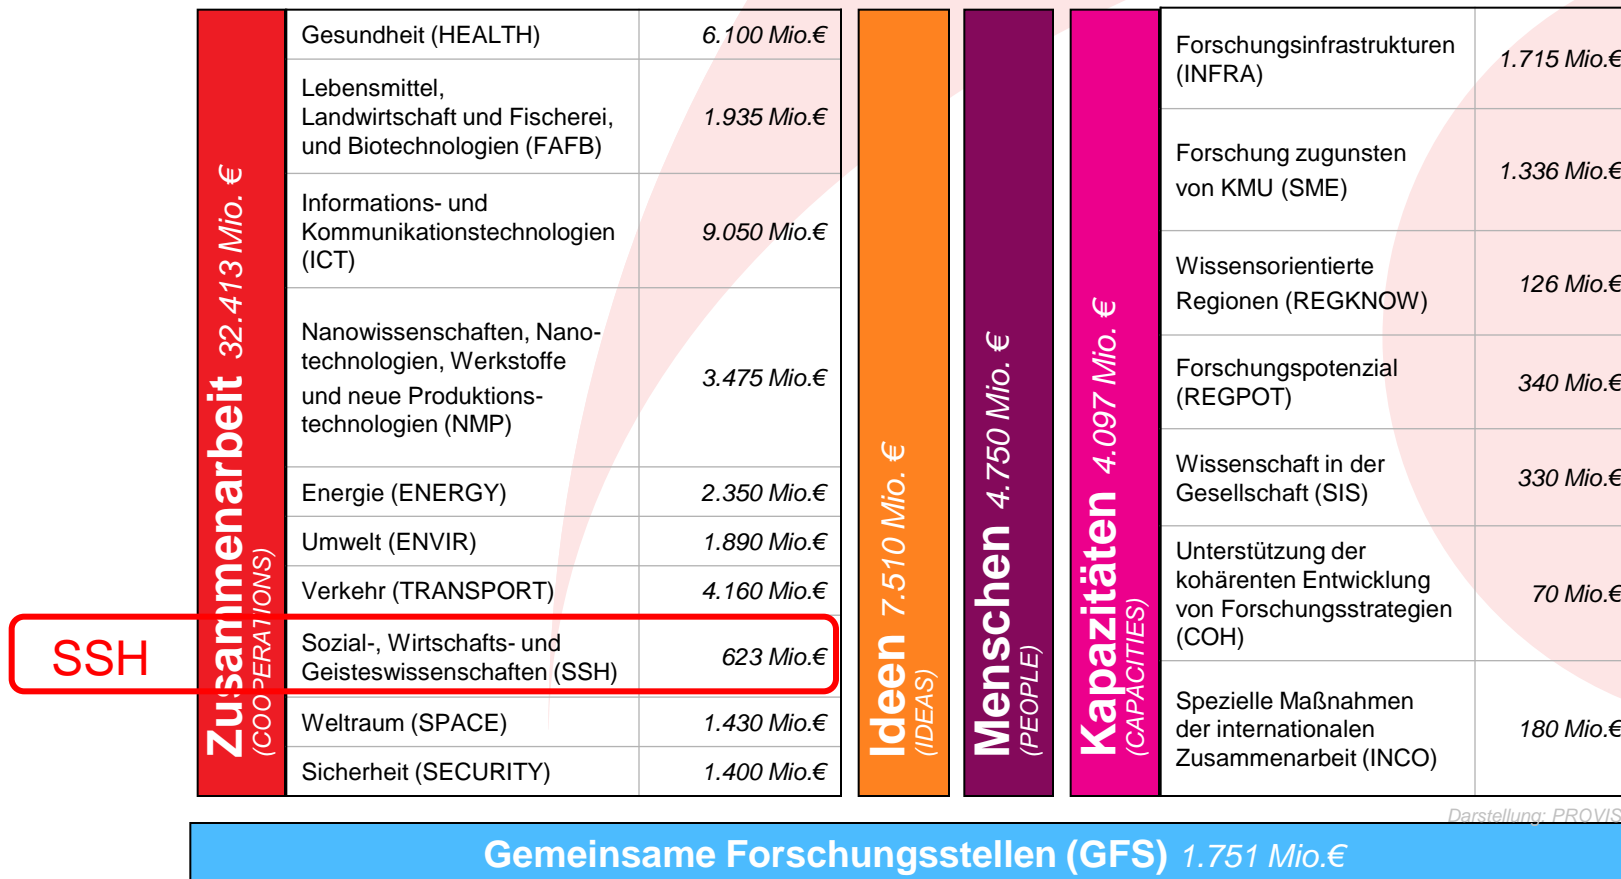 Zusammenarbeit 32.413 Mio. €
(COOPERATIONS)
Gesundheit (HEALTH) 6.100 Mio.€
Lebensmittel,
Landwirtschaft und Fischerei,
und Biotechnologien (FAFB) 1.935 Mio.€
Informations- und
Kommunikationstechnologien
(ICT) 9.050 Mio.€
Nanowissenschaften, Nano-
technologien, Werkstoffe
und neue Produktions-
technologien (NMP) 3.475 Mio.€
Energie (ENERGY) 2.350 Mio.€
Umwelt (ENVIR) 1.890 Mio.€
Verkehr (TRANSPORT) 4.160 Mio.€
SSH
Sozial-, Wirtschafts- und
Geisteswissenschaften (SSH) 623 Mio.€
Weltraum (SPACE) 1.430 Mio.€
Sicherheit (SECURITY) 1.400 Mio.€
Ideen 7.510 Mio. €
(IDEAS)
Menschen 4.750 Mio. €
(PEOPLE)
Kapazitäten 4.097 Mio. €
(CAPACITIES)
Forschungsinfrastrukturen
(INFRA) 1.715 Mio.€
Forschung zugunsten
von KMU (SME) 1.336 Mio.€
Wissensorientierte
Regionen (REGKNOW) 126 Mio.€
Forschungspotenzial
(REGPOT) 340 Mio.€
Wissenschaft in der
Gesellschaft (SIS) 330 Mio.€
Unterstützung der
kohärenten Entwicklung
von Forschungsstrategien
(COH) 70 Mio.€
Spezielle Maßnahmen
der internationalen
Zusammenarbeit (INCO) 180 Mio.€
Darstellung: PROVIS
Gemeinsame Forschungsstellen (GFS) 1.751 Mio.€